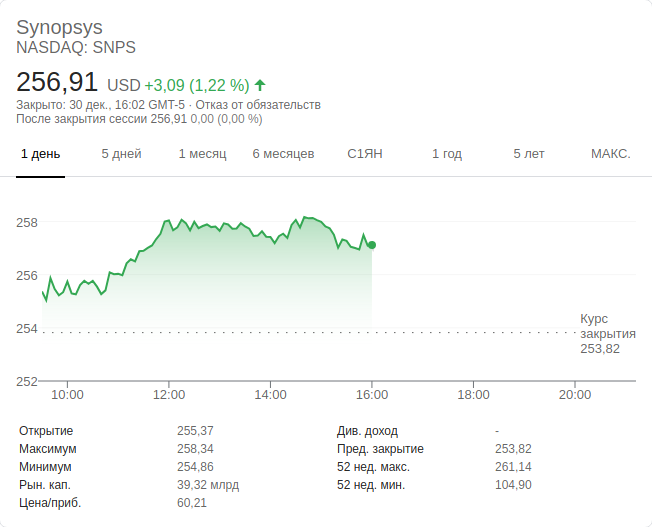 Synopsys
NASDAQ: SNPS
256,91 USD +3,09 (1,22 %)
Закрыто: 30 дек., 16:02 GMT-5 · Отказ от обязательств
После закрытия сессии 256,91 0,00 (0,00 %)
1 день 5 дней 1 месяц 6 месяцев С1ЯН 1 год 5 лет МАКС.
258
256
254
252
Курс
закрытия
253,82
10:00 12:00 14:00 16:00 18:00 20:00
Открытие 255,37 Див. доход -
Максимум 258,34 Пред. закрытие 253,82
Минимум 254,86 52 нед. макс. 261,14
Рын. кап. 39,32 млрд 52 нед. мин. 104,90
Цена/приб. 60,21